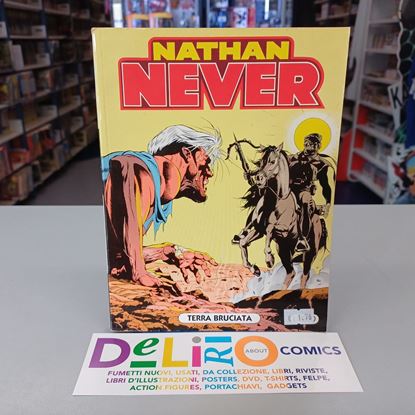 NATHAN
NEVER
TERRA BRUCIATA
DeLiRiO ABOUT COMICS
FUMETTI NUOVI, USATI, DA COLLEZIONE, LIBRI, RIVISTE,
LIBRI D'ILLUSTRAZIONI, POSTERS, DVD, T-SHIRTS, FELPE,
ACTION FIGURES, PORTACHIAVI, GADGETS